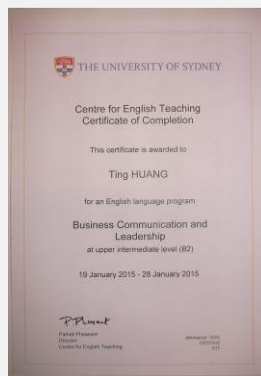 THE UNIVERSITY OF SYDNEY
Centre for English Teaching
Certificate of Completion
This certificate is awarded to
Ting HUANG
for an English language program
Business Communication and
Leadership
at upper intermediate level (B2)
19 January 2015 - 28 January 2015
Patrick Pheasant
Director
Centre for English Teaching